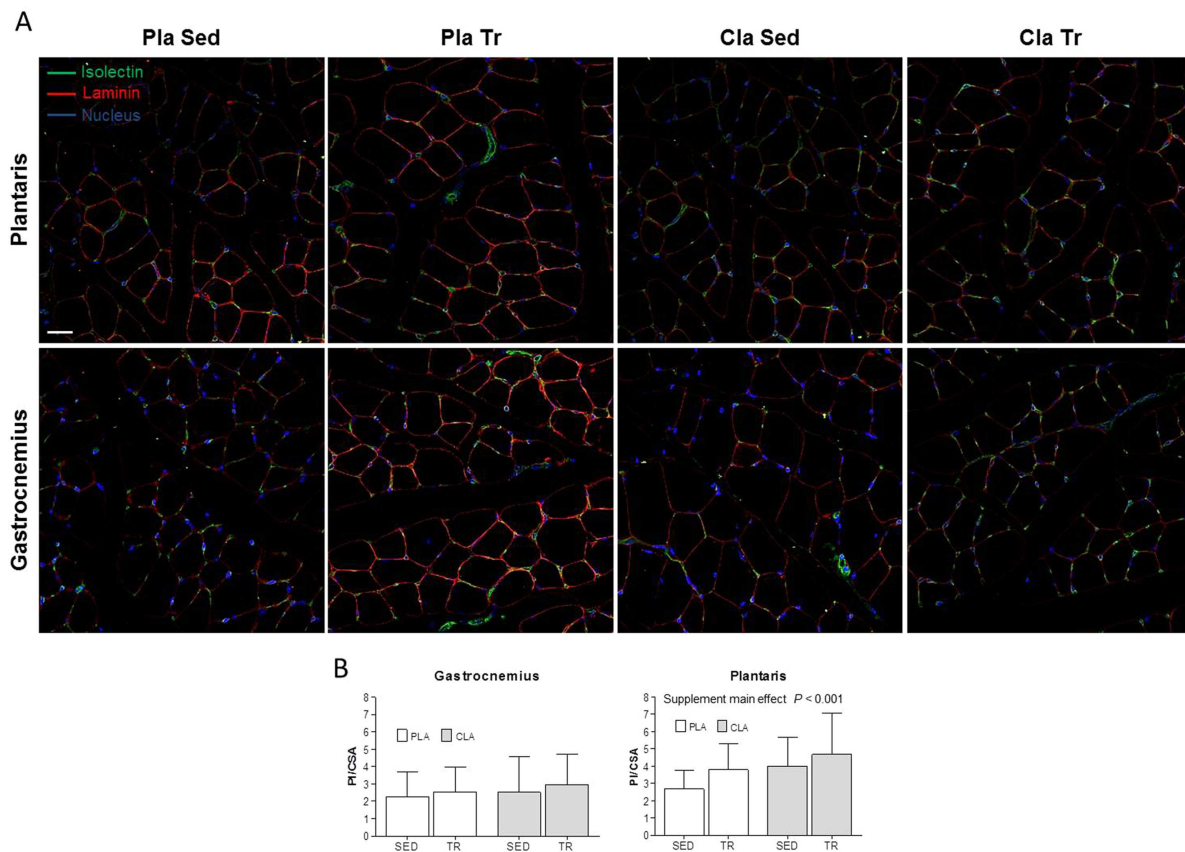 A
Pla Sed Pla Tr Cla Sed Cla Tr
Isolectin
Laminin
Nucleus
Plantaris
Gastrocnemius
B
Gastrocnemius
PI/CSA
8
7
6
5
4
3
2
1
0
PLA CLA
SED TR SED TR
Plantaris
Supplement main effect P < 0.001
PI/CSA
8
7
6
5
4
3
2
1
0
PLA CLA
SED TR SED TR